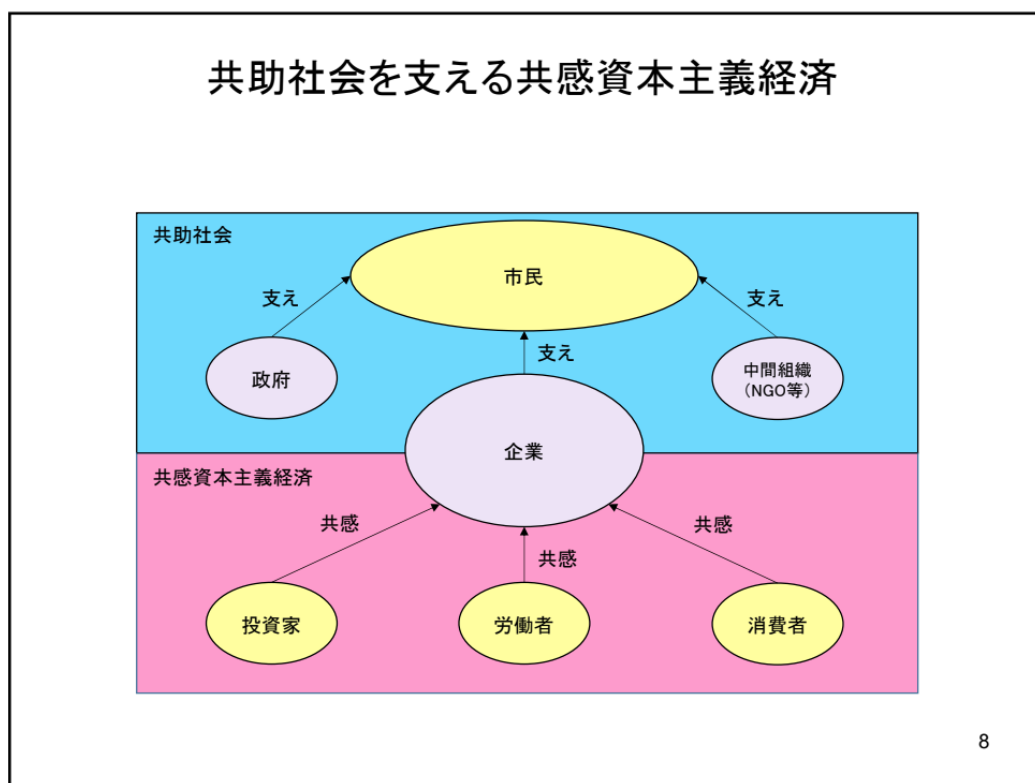 共助社会を支える共感資本主義経済
共助社会
市民
支え
支え
支え
政府
中間組織
（NGO等）
企業
共感資本主義経済
共感
共感
共感
投資家
労働者
消費者
8